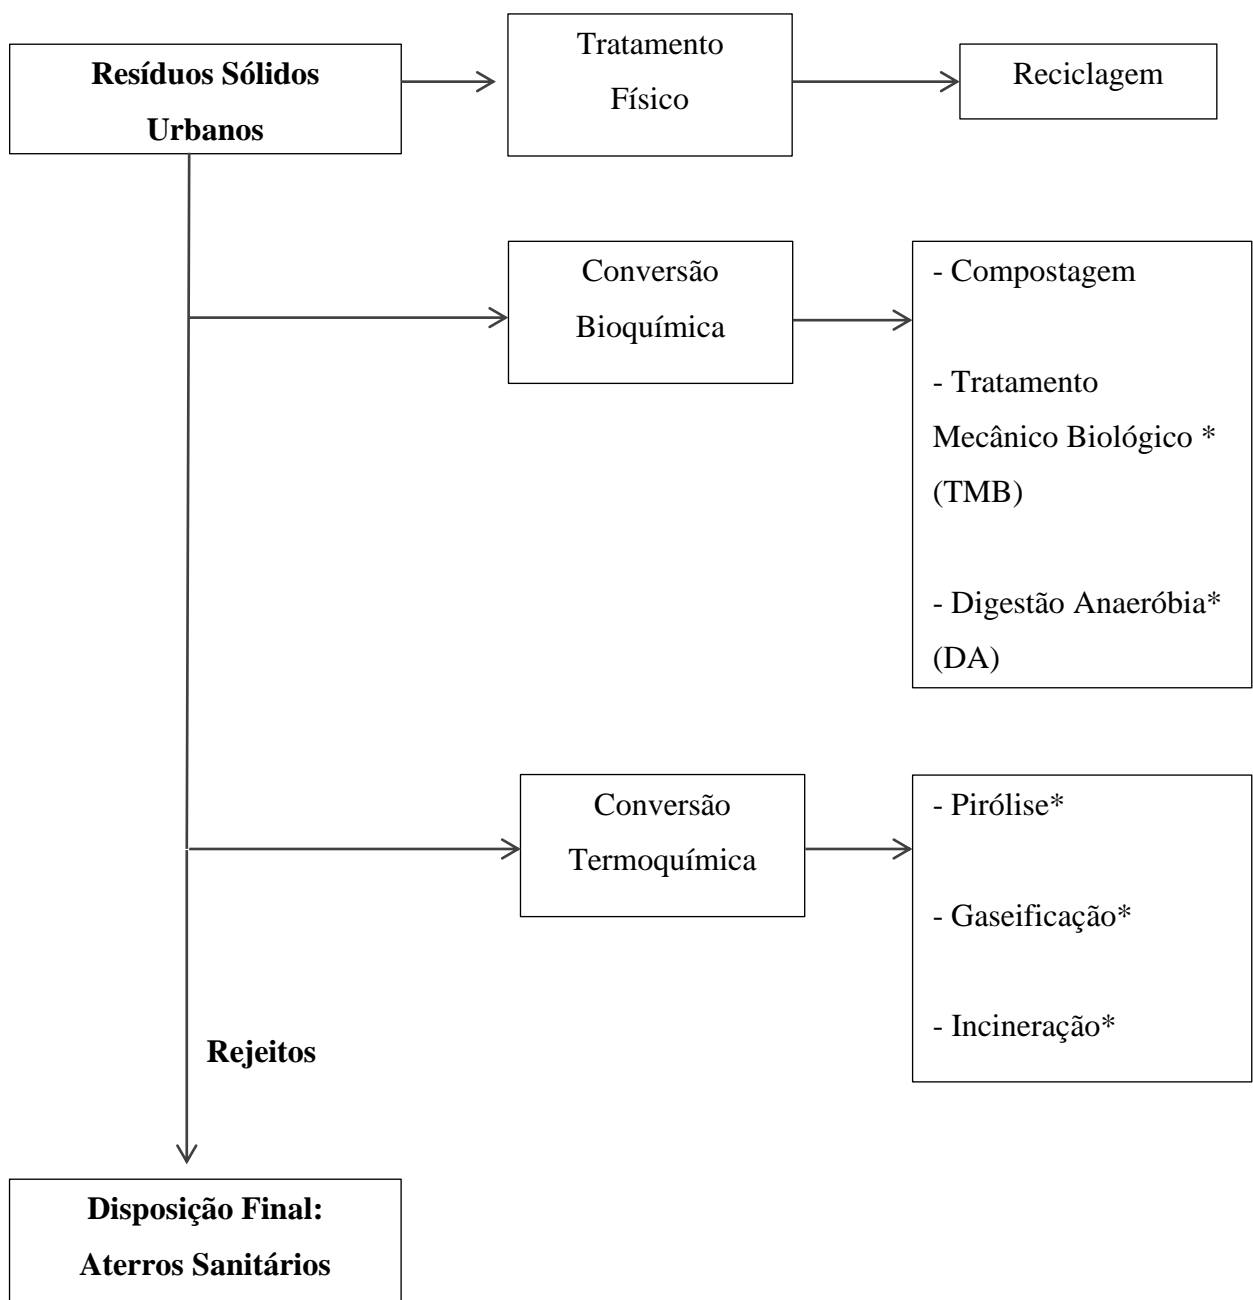 Resíduos Sólidos
Urbanos
Tratamento
Físico
Reciclagem
Conversão
Bioquímica
- Compostagem
- Tratamento
Mecânico Biológico *
(TMB)
- Digestão Anaeróbia*
(DA)
Conversão
Termoquímica
- Pirólise*
- Gaseificação*
- Incineração*
Rejeitos
Disposição Final:
Aterros Sanitários